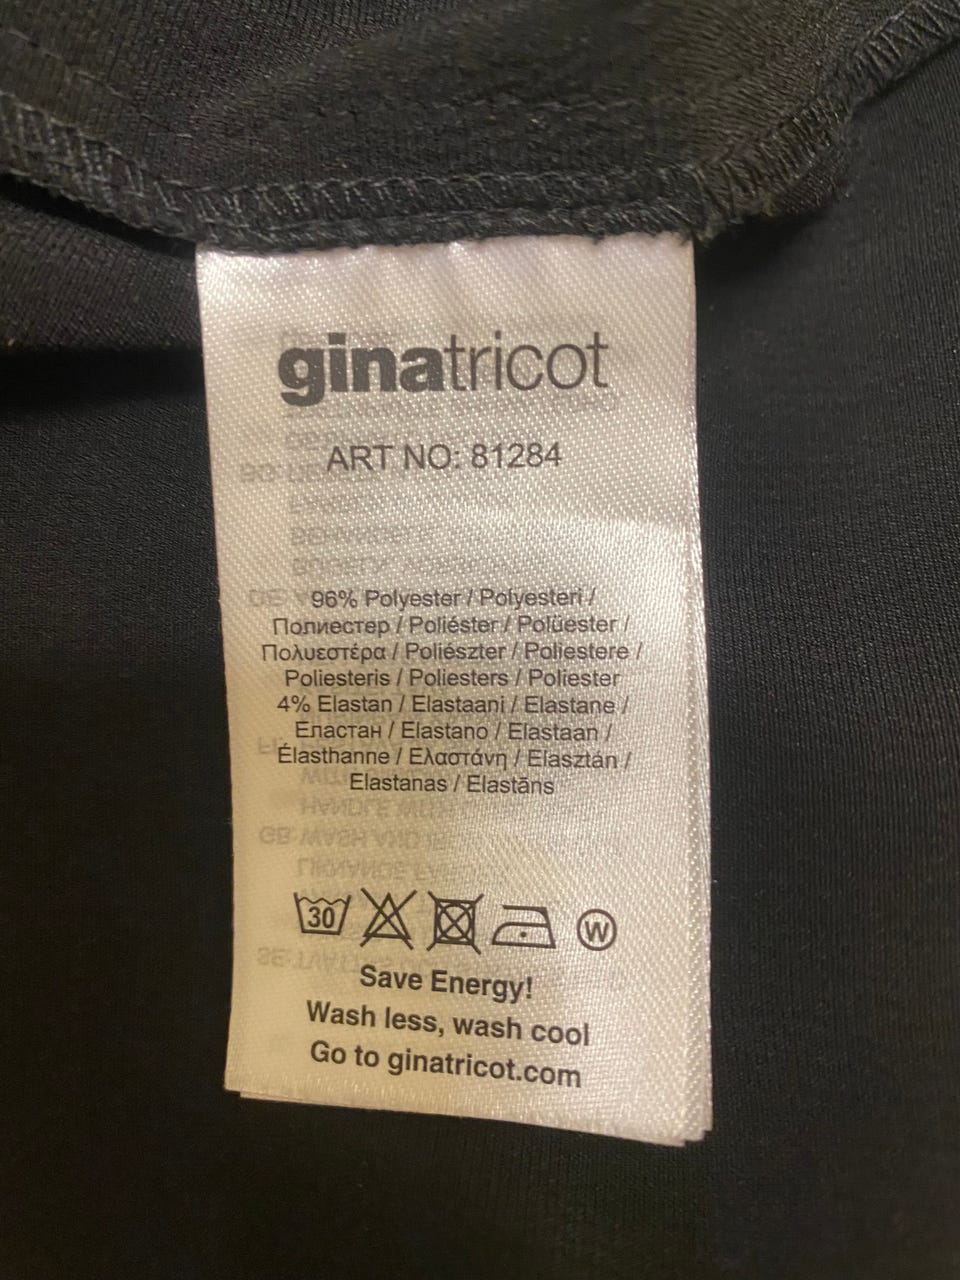 ginatricot
ART NO: 81284
96% Polyester / Polyesteri /
Полиестер / Poliéster / Polüester /
Πολυεστέρα / Poliészter / Poliestere /
Poliesteris / Poliesters / Poliester
4% Elastan / Elastaani / Elastane /
Еластан / Elastano / Elastaan /
Élasthanne / Ελαστάνη / Elasztán /
Elastanas / Elastāns
30 W
Save Energy!
Wash less, wash cool
Go to ginatricot.com